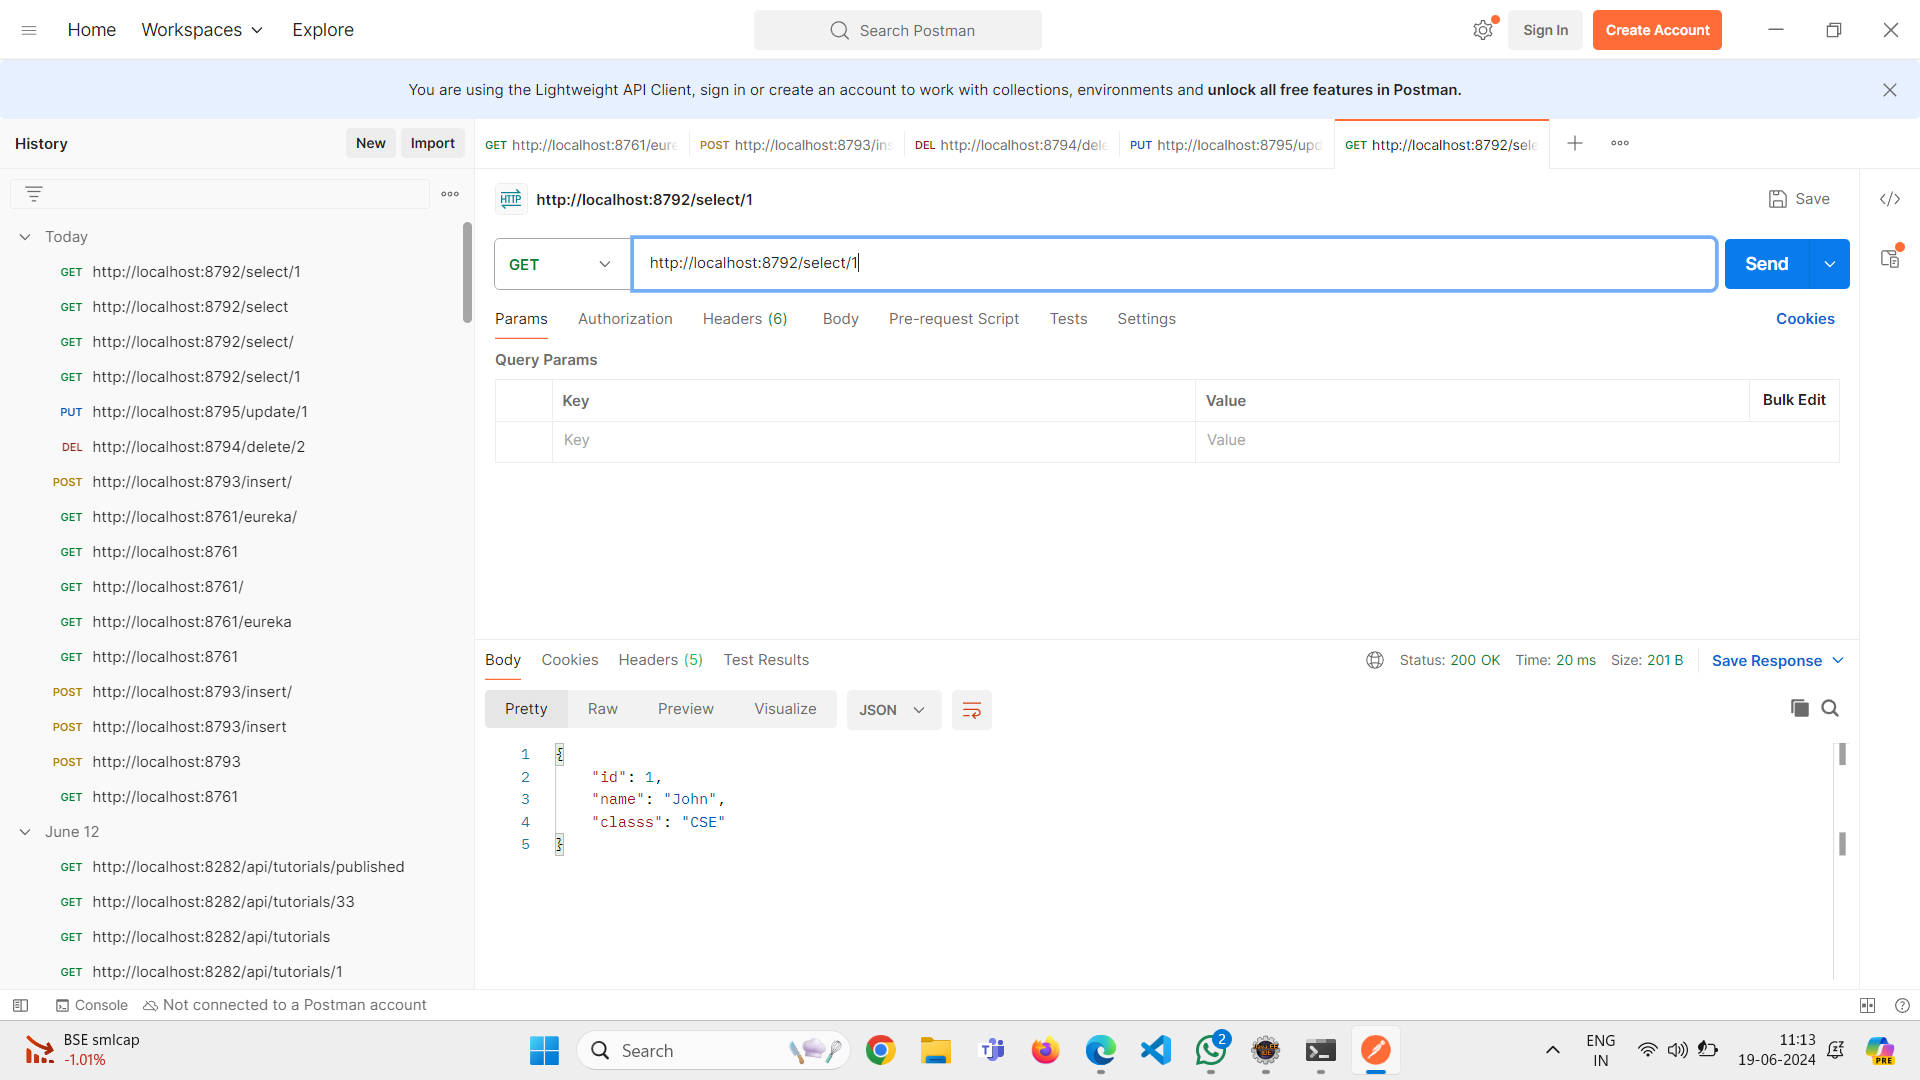 Home Workspaces Explore Search Postman Sign In Create Account
You are using the Lightweight API Client, sign in or create an account to work with collections, environments and unlock all free features in Postman.
History New Import
GET http://localhost:8761/eure POST http://localhost:8793/ins DEL http://localhost:8794/dele PUT http://localhost:8795/upd GET http://localhost:8792/sele
HTTP http://localhost:8792/select/1 Save
GET http://localhost:8792/select/1 Send
Params Authorization Headers (6) Body Pre-request Script Tests Settings Cookies
Query Params
Key Value Bulk Edit
Key Value
Today
GET http://localhost:8792/select/1
GET http://localhost:8792/select
GET http://localhost:8792/select/
GET http://localhost:8792/select/1
PUT http://localhost:8795/update/1
DEL http://localhost:8794/delete/2
POST http://localhost:8793/insert/
GET http://localhost:8761/eureka/
GET http://localhost:8761
GET http://localhost:8761/
GET http://localhost:8761/eureka
GET http://localhost:8761
POST http://localhost:8793/insert/
POST http://localhost:8793/insert
POST http://localhost:8793
GET http://localhost:8761
June 12
GET http://localhost:8282/api/tutorials/published
GET http://localhost:8282/api/tutorials/33
GET http://localhost:8282/api/tutorials
GET http://localhost:8282/api/tutorials/1
Body Cookies Headers (5) Test Results Status: 200 OK Time: 20 ms Size: 201 B Save Response
Pretty Raw Preview Visualize JSON
1 {
2 "id": 1,
3 "name": "John",
4 "classs": "CSE"
5 }
Console Not connected to a Postman account
BSE smlcap
-1.01%
Search
2
ENG
IN
11:13
19-06-2024
PRE